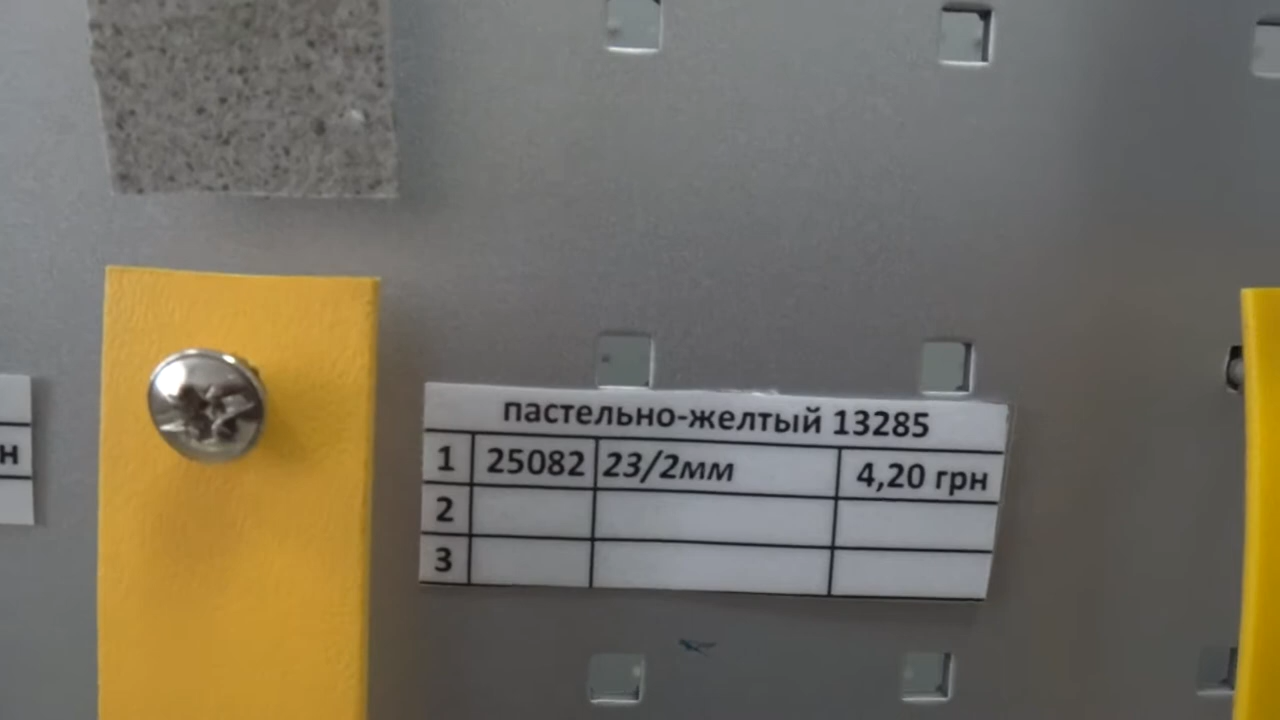 пастельно-желтый 13285
1 25082 23/2мм 4,20 грн
2
3
н